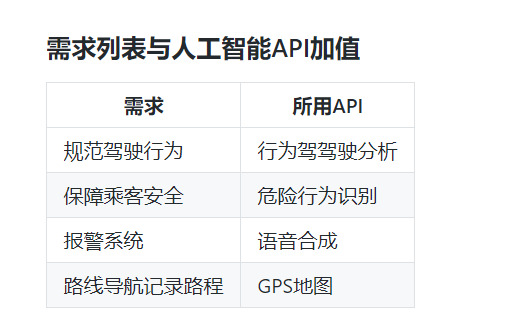 需求列表与人工智能API加值
需求 所用API
规范驾驶行为 行为驾驾驶分析
保障乘客安全 危险行为识别
报警系统 语音合成
路线导航记录路程 GPS地图